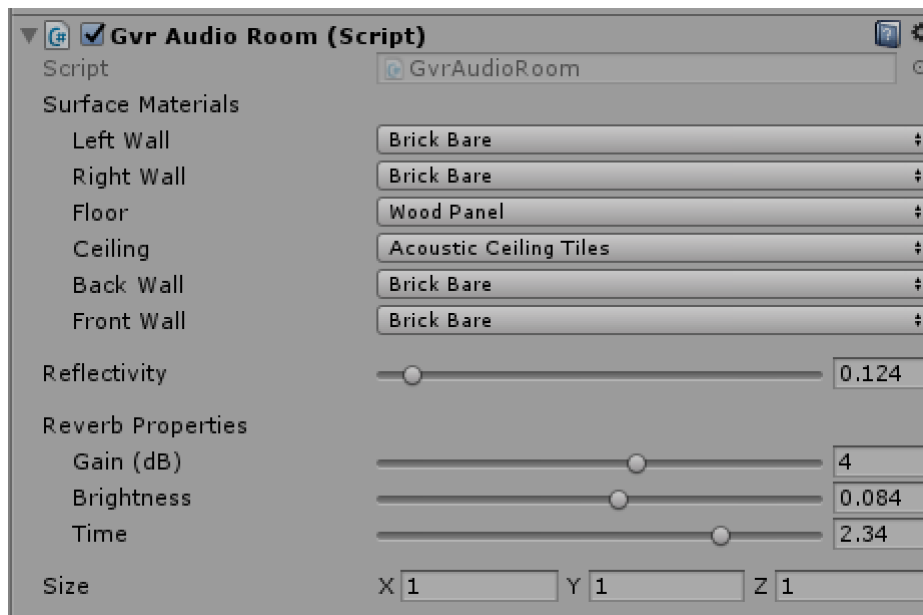 Gvr Audio Room (Script)
Script GvrAudioRoom
Surface Materials
Left Wall Brick Bare
Right Wall Brick Bare
Floor Wood Panel
Ceiling Acoustic Ceiling Tiles
Back Wall Brick Bare
Front Wall Brick Bare
Reflectivity 0.124
Reverb Properties
Gain (dB) 4
Brightness 0.084
Time 2.34
Size X 1 Y 1 Z 1